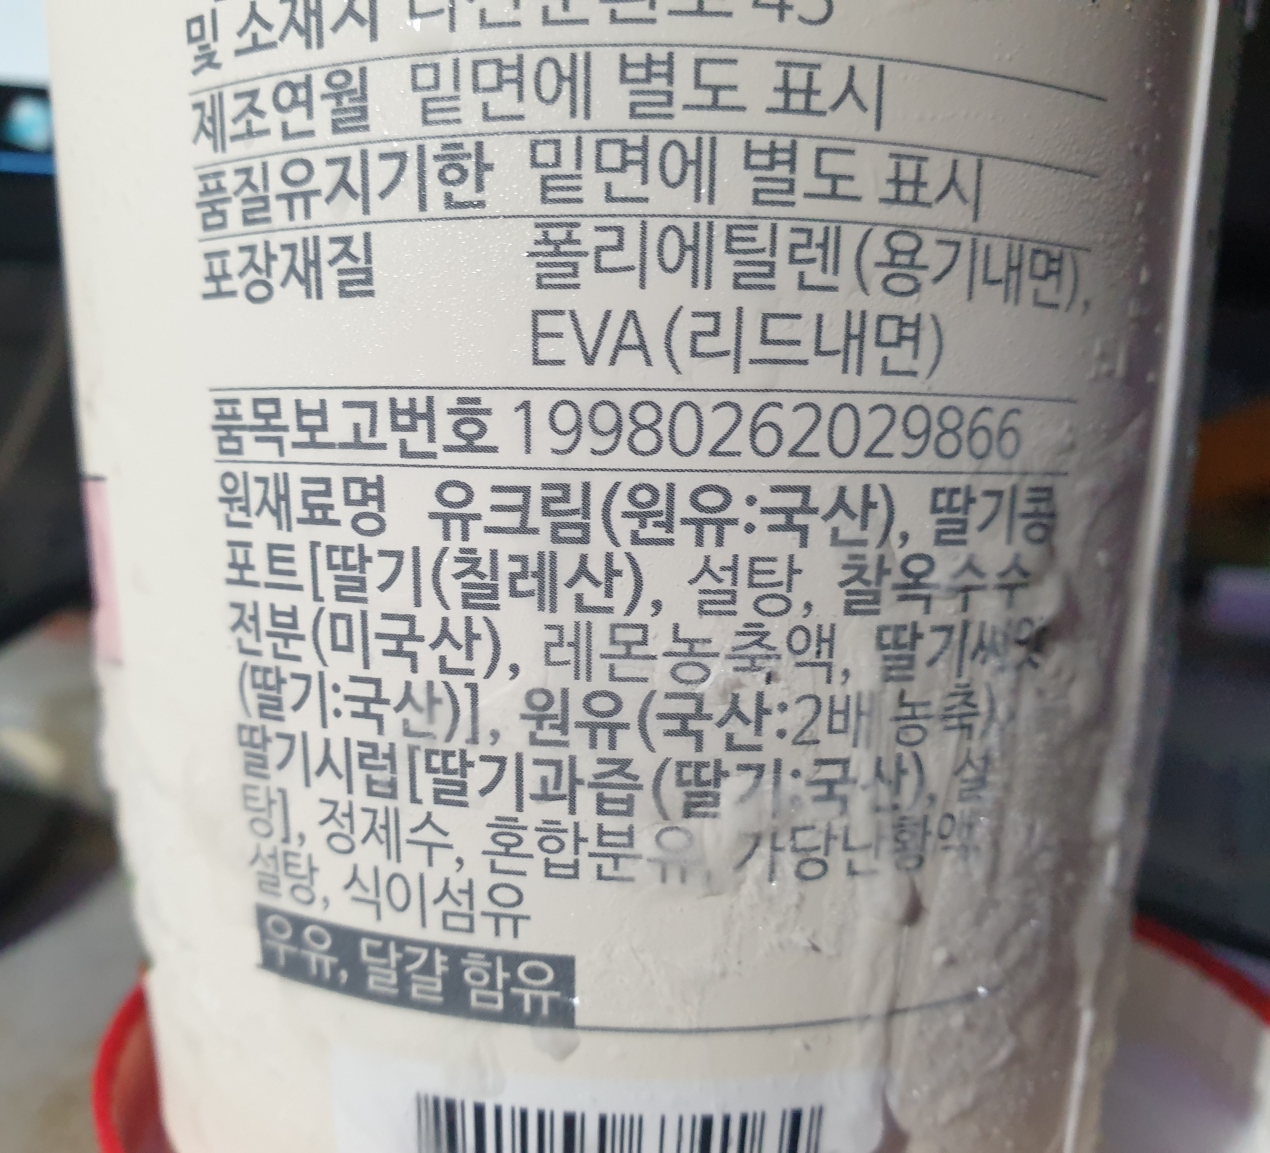 및 소재지
제조연월 밑면에 별도 표시
품질유지기한 밑면에 별도 표시
포장재질 폴리에틸렌(용기내면),
EVA(리드내면)
품목보고번호 19980262029866
원재료명 유크림(원유:국산), 딸기콩
포트[딸기(칠레산), 설탕, 찰옥수수
전분(미국산), 레몬농축액, 딸기씨앗
(딸기:국산)], 원유(국산:2배 농축)
딸기시럽[딸기과즙(딸기:국산), 설
탕], 정제수, 혼합분유, 가당난황액
설탕, 식이섬유
우유, 달걀 함유